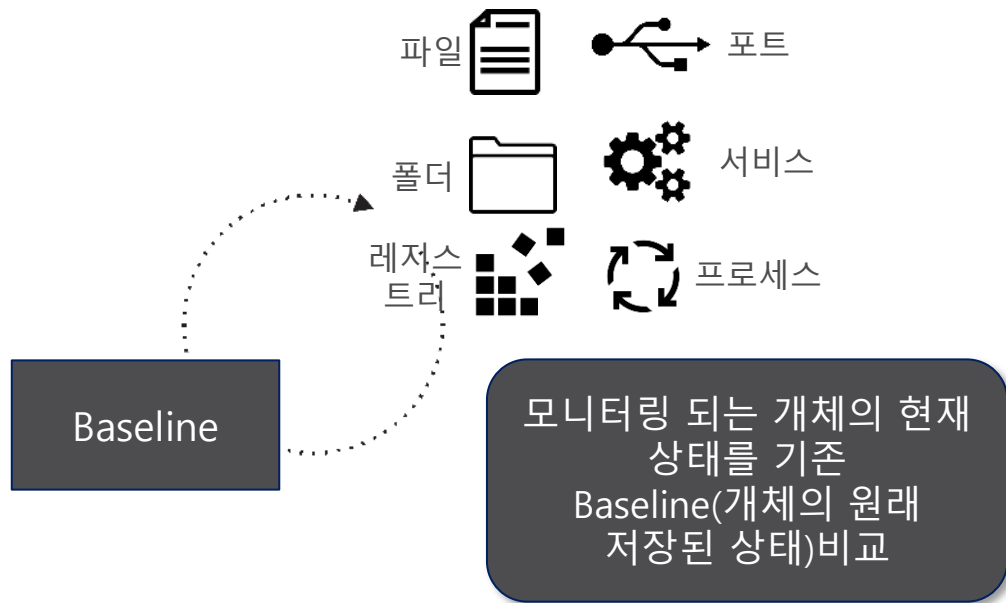 파일
포트
폴더
서비스
레지스
트리
프로세스
Baseline
모니터링 되는 개체의 현재
상태를 기존
Baseline(개체의 원래
저장된 상태)비교